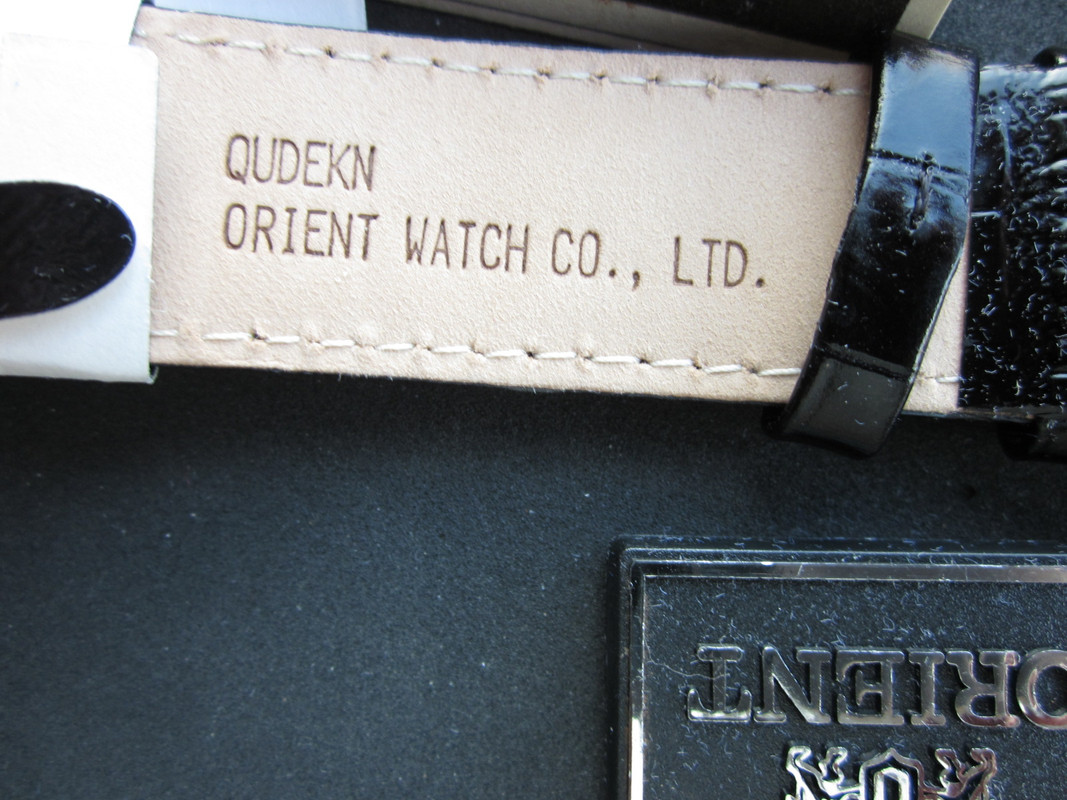 QUDEKN
ORIENT WATCH CO., LTD.
ORIENT